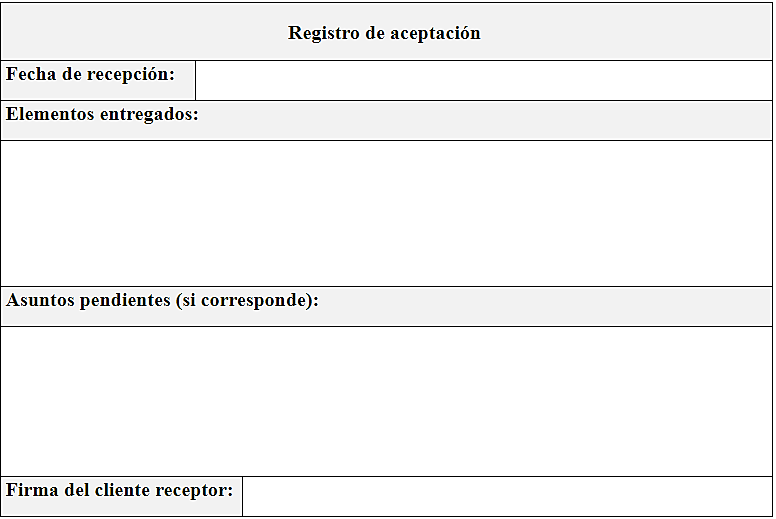 Registro de aceptación
Fecha de recepción:
Elementos entregados:
Asuntos pendientes (si corresponde):
Firma del cliente receptor: